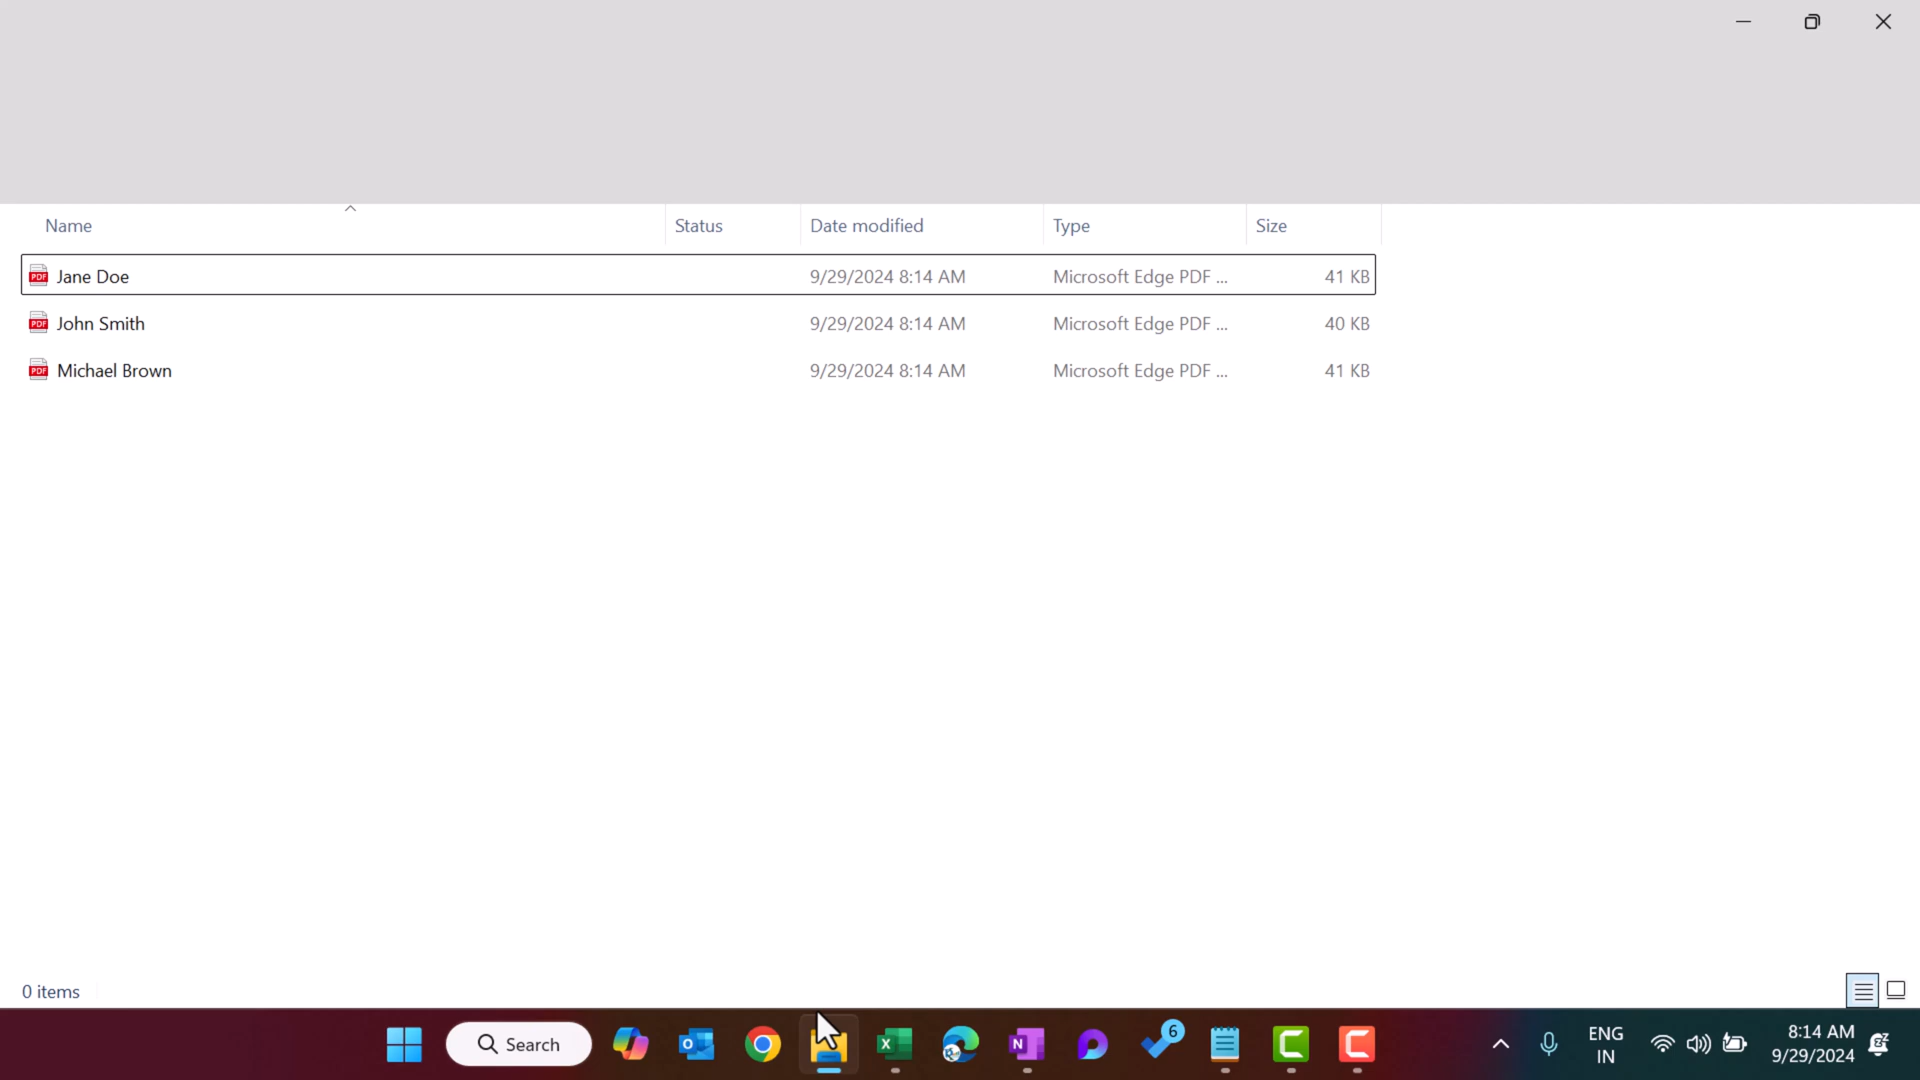 Name Status Date modified Type Size
Jane Doe 9/29/2024 8:14 AM Microsoft Edge PDF ... 41 KB
John Smith 9/29/2024 8:14 AM Microsoft Edge PDF ... 40 KB
Michael Brown 9/29/2024 8:14 AM Microsoft Edge PDF ... 41 KB
0 items
Search 6 ENG 8:14 AM
IN 9/29/2024